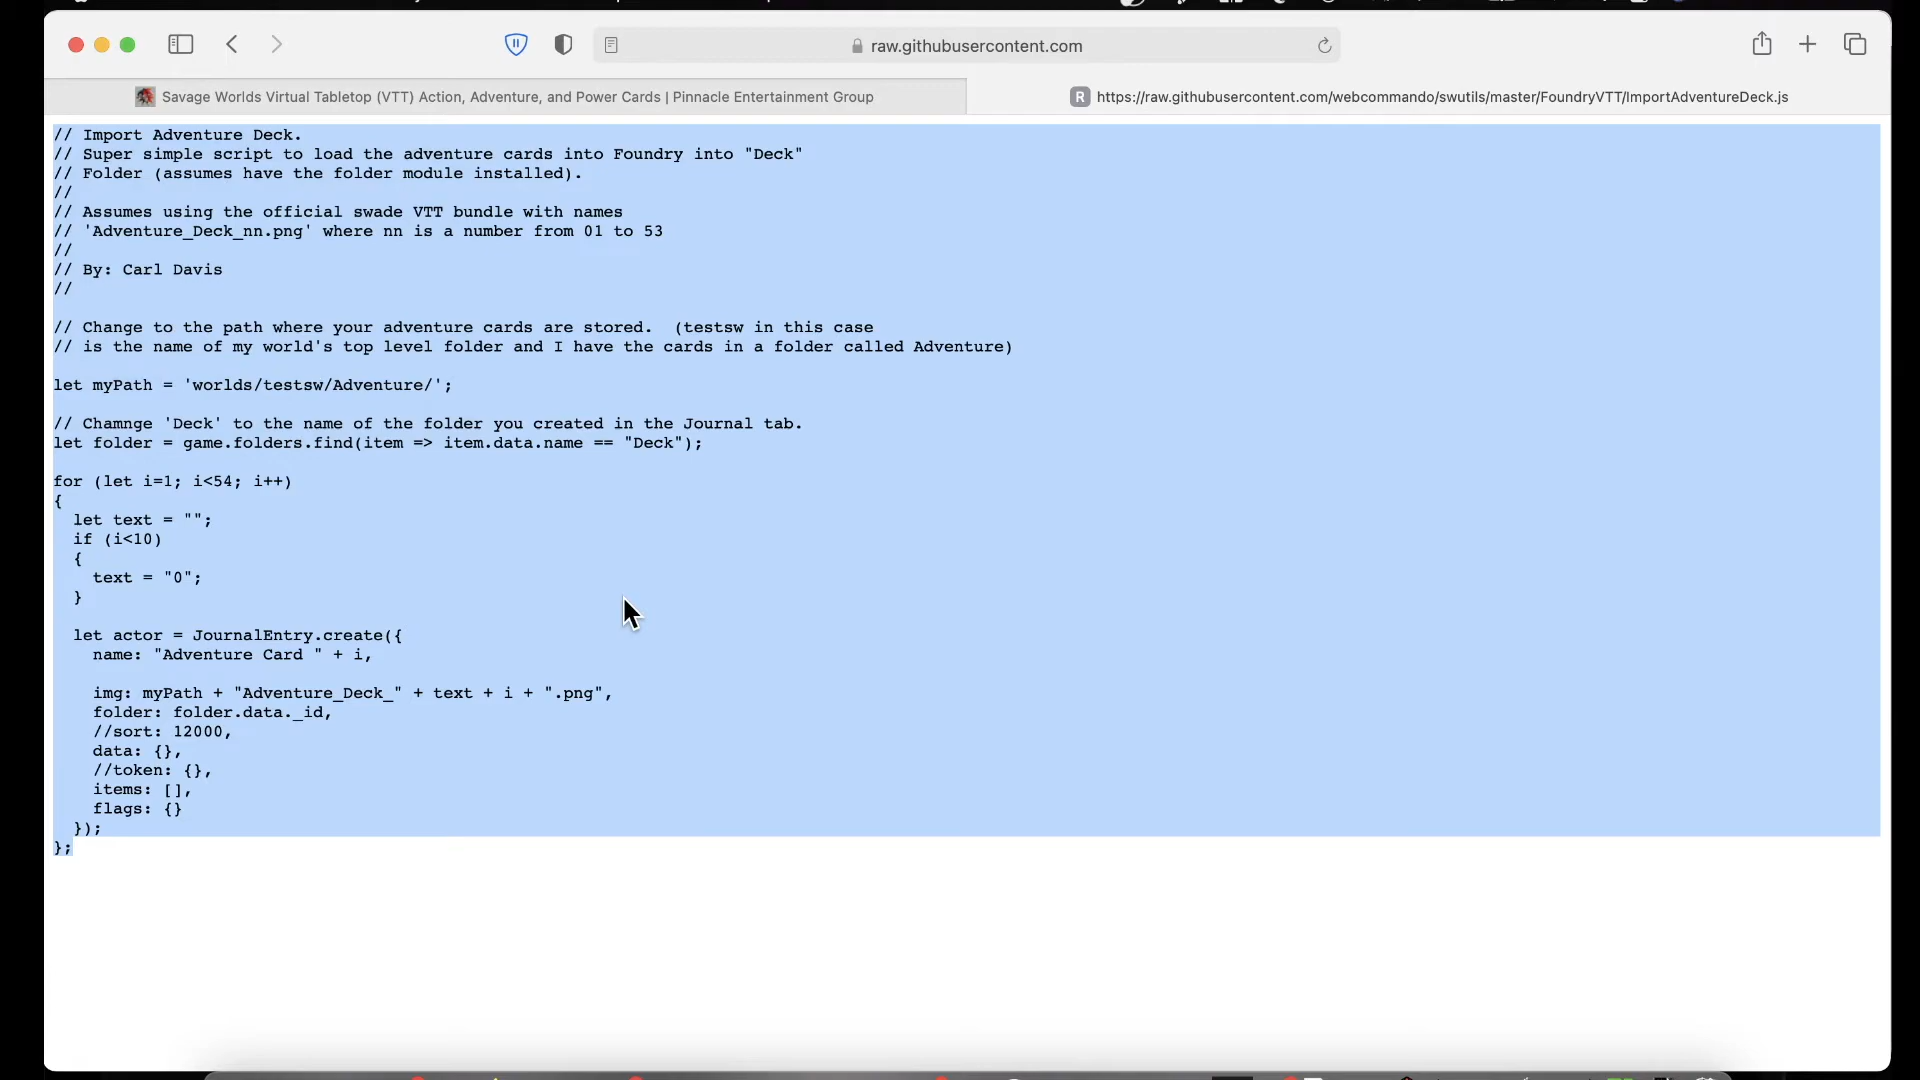 raw.githubusercontent.com
Savage Worlds Virtual Tabletop (VTT) Action, Adventure, and Power Cards | Pinnacle Entertainment Group
R https://raw.githubusercontent.com/webcommando/swutils/master/FoundryVTT/ImportAdventureDeck.js
// Import Adventure Deck.
// Super simple script to load the adventure cards into Foundry into "Deck"
// Folder (assumes have the folder module installed).
//
// Assumes using the official swade VTT bundle with names
// 'Adventure_Deck_nn.png' where nn is a number from 01 to 53
//
// By: Carl Davis
//
// Change to the path where your adventure cards are stored.  (testsw in this case
// is the name of my world's top level folder and I have the cards in a folder called Adventure)
let myPath = 'worlds/testsw/Adventure/';
// Chamnge 'Deck' to the name of the folder you created in the Journal tab.
let folder = game.folders.find(item => item.data.name == "Deck");
for (let i=1; i<54; i++)
{
  let text = "";
  if (i<10)
  {
    text = "0";
  }
  let actor = JournalEntry.create({
    name: "Adventure Card " + i,
    img: myPath + "Adventure_Deck_" + text + i + ".png",
    folder: folder.data._id,
    //sort: 12000,
    data: {},
    //token: {},
    items: [],
    flags: {}
  });
};